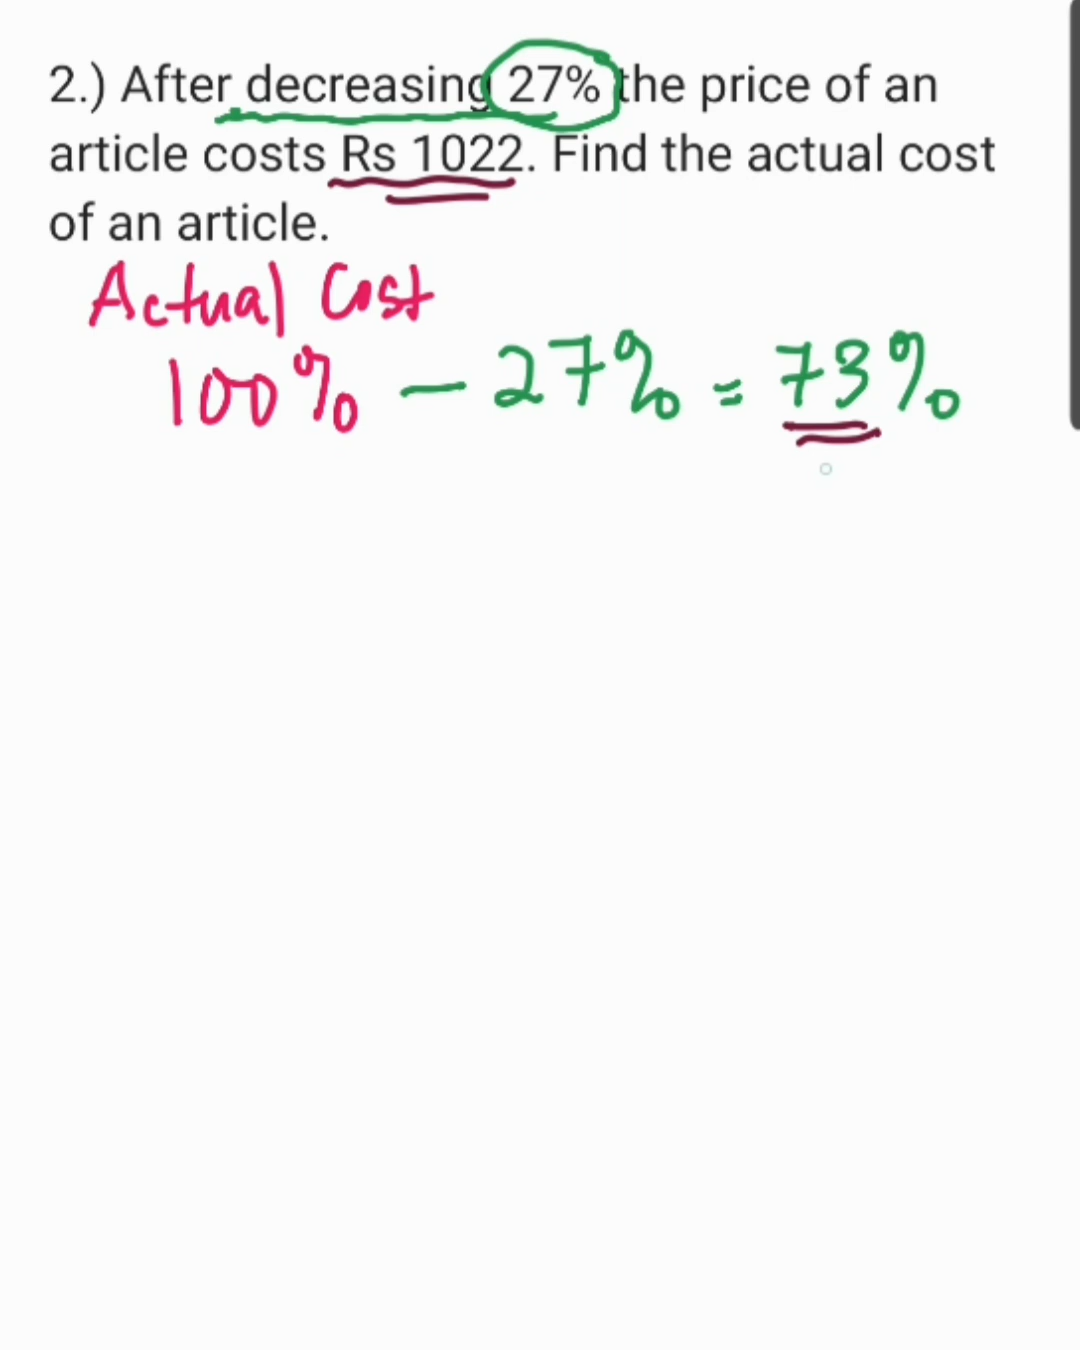 2.) After decreasing 27% the price of an
article costs Rs 1022. Find the actual cost
of an article.
Actual Cost
100% - 27% = 73%